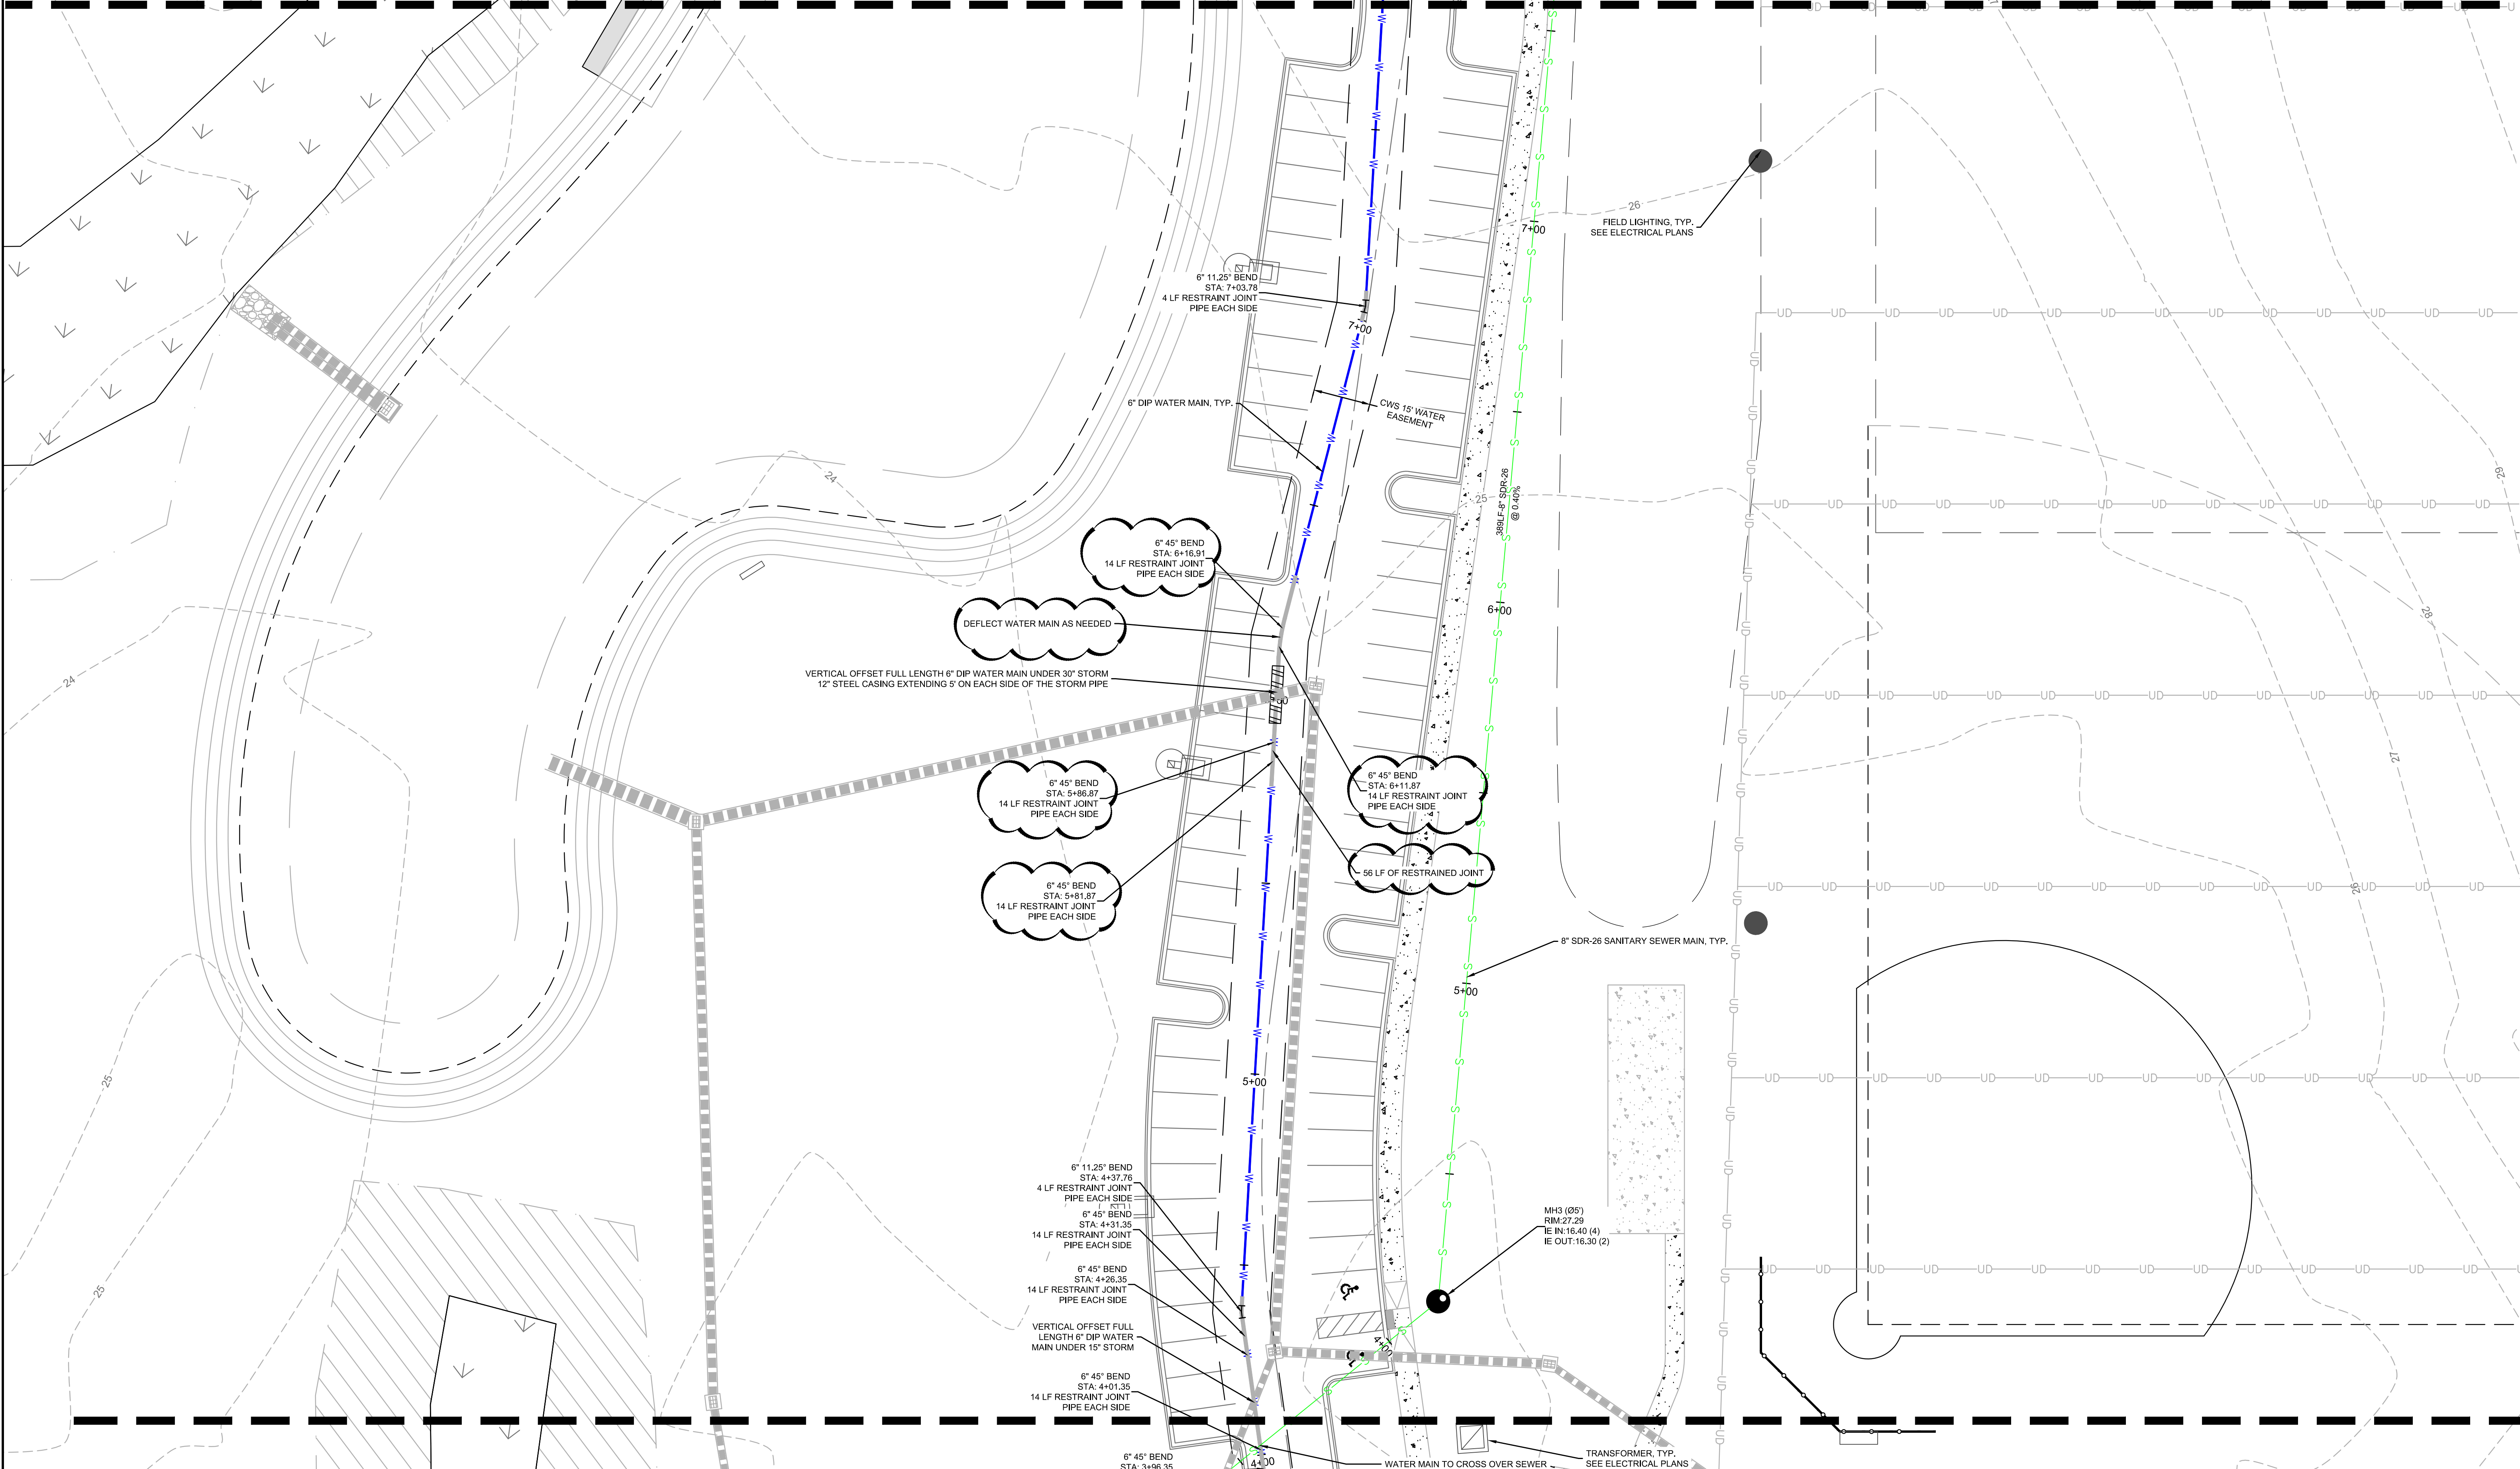 26
FIELD LIGHTING, TYP.
SEE ELECTRICAL PLANS
7+00
6" 11.25° BEND
STA: 7+03.78
4 LF RESTRAINT JOINT
PIPE EACH SIDE
7+00
6" DIP WATER MAIN, TYP.
CWS 15' WATER
EASEMENT
24
25
29
389LF-8" SDR-26
@ 0.40%
6" 45° BEND
STA: 6+16.91
14 LF RESTRAINT JOINT
PIPE EACH SIDE
6+00
28
DEFLECT WATER MAIN AS NEEDED
VERTICAL OFFSET FULL LENGTH 6" DIP WATER MAIN UNDER 30" STORM
12" STEEL CASING EXTENDING 5' ON EACH SIDE OF THE STORM PIPE
24
27
6" 45° BEND
STA: 5+86.87
14 LF RESTRAINT JOINT
PIPE EACH SIDE
6" 45° BEND
STA: 6+11.87
14 LF RESTRAINT JOINT
PIPE EACH SIDE
6" 45° BEND
STA: 5+81.87
14 LF RESTRAINT JOINT
PIPE EACH SIDE
56 LF OF RESTRAINED JOINT
26
8" SDR-26 SANITARY SEWER MAIN, TYP.
5+00
5+00
25
6" 11.25° BEND
STA: 4+37.76
4 LF RESTRAINT JOINT
PIPE EACH SIDE
6" 45° BEND
STA: 4+31.35
14 LF RESTRAINT JOINT
PIPE EACH SIDE
MH3 (Ø5')
RIM:27.29
IE IN:16.40 (4)
IE OUT:16.30 (2)
6" 45° BEND
STA: 4+26.35
14 LF RESTRAINT JOINT
PIPE EACH SIDE
25
VERTICAL OFFSET FULL
LENGTH 6" DIP WATER
MAIN UNDER 15" STORM
4+00
6" 45° BEND
STA: 4+01.35
14 LF RESTRAINT JOINT
PIPE EACH SIDE
6" 45° BEND
STA: 3+96.35
4+00
WATER MAIN TO CROSS OVER SEWER
TRANSFORMER, TYP.
SEE ELECTRICAL PLANS